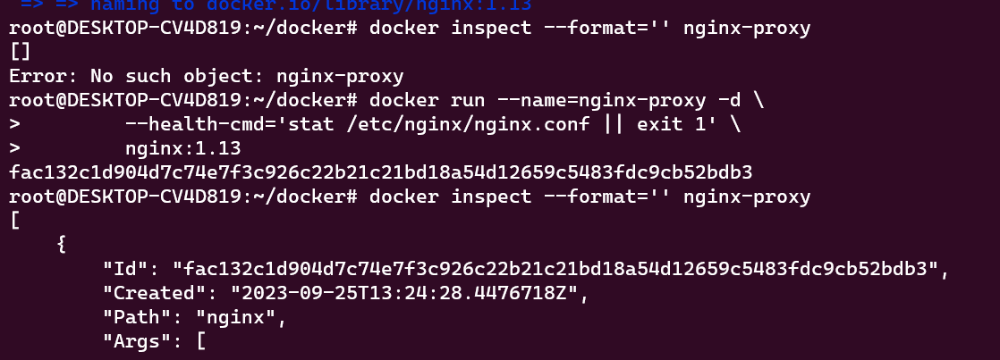 => => naming to docker.io/library/nginx:1.13
root@DESKTOP-CV4D819:~/docker# docker inspect --format='' nginx-proxy
[]
Error: No such object: nginx-proxy
root@DESKTOP-CV4D819:~/docker# docker run --name=nginx-proxy -d \
>         --health-cmd='stat /etc/nginx/nginx.conf || exit 1' \
>         nginx:1.13
fac132c1d904d7c74e7f3c926c22b21c21bd18a54d12659c5483fdc9cb52bdb3
root@DESKTOP-CV4D819:~/docker# docker inspect --format='' nginx-proxy
[
    {
        "Id": "fac132c1d904d7c74e7f3c926c22b21c21bd18a54d12659c5483fdc9cb52bdb3",
        "Created": "2023-09-25T13:24:28.4476718Z",
        "Path": "nginx",
        "Args": [